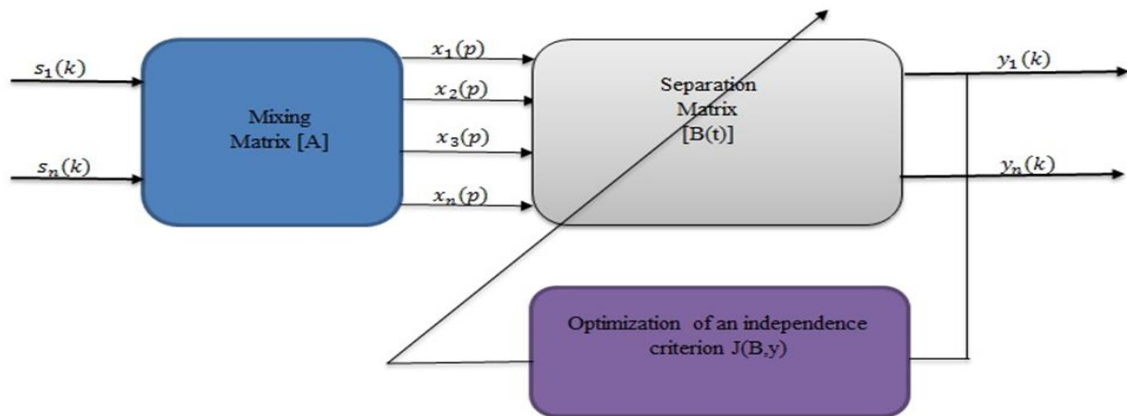 s₁(k)
sₙ(k)
Mixing
Matrix [A]
x₁(p)
x₂(p)
x₃(p)
xₙ(p)
Separation
Matrix
[B(t)]
y₁(k)
yₙ(k)
Optimization of an independence
criterion J(B,y)